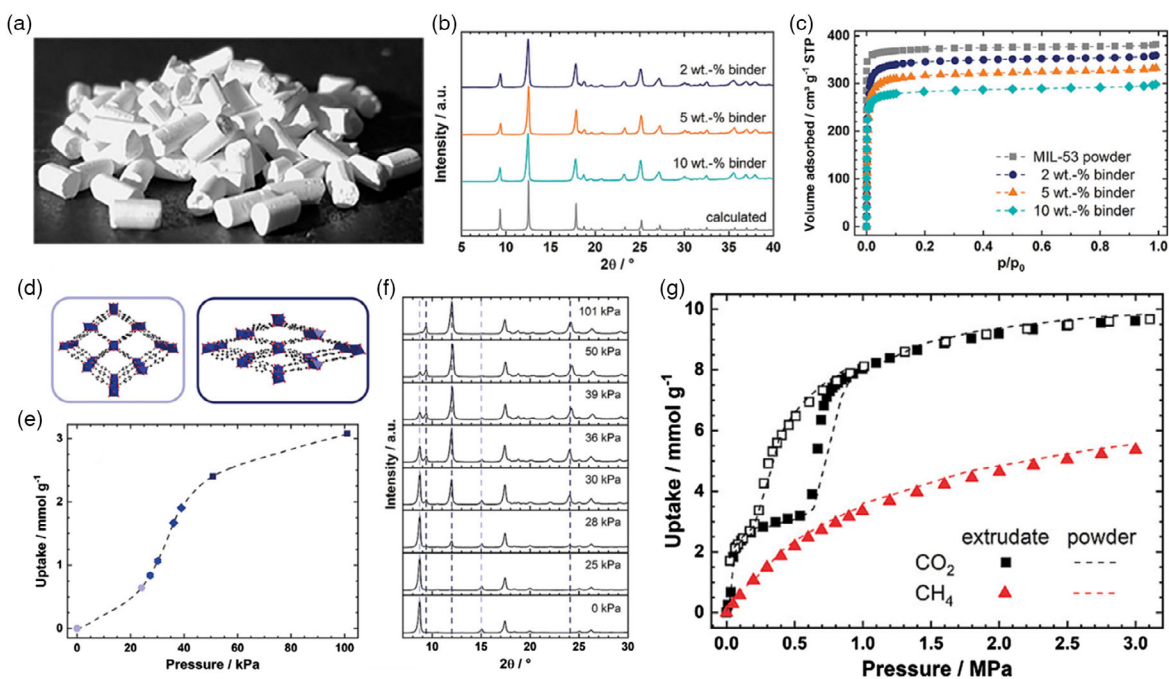 (a)
(b)
Intensity / a.u.
2 wt.-% binder
5 wt.-% binder
10 wt.-% binder
calculated
5 10 15 20 25 30 35 40
2θ / °
(c)
Volume adsorbed / cm³ g⁻¹ STP
400
300
200
100
0
MIL-53 powder
2 wt.-% binder
5 wt.-% binder
10 wt.-% binder
0.0 0.2 0.4 0.6 0.8 1.0
p/p₀
(d)
(e)
Uptake / mmol g⁻¹
3
2
1
0
0 20 40 60 80 100
Pressure / kPa
(f)
Intensity / a.u.
101 kPa
50 kPa
39 kPa
36 kPa
30 kPa
28 kPa
25 kPa
0 kPa
10 15 20 25 30
2θ / °
(g)
Uptake / mmol g⁻¹
10
8
6
4
2
0
extrudate powder
CO₂
CH₄
0.0 0.5 1.0 1.5 2.0 2.5 3.0
Pressure / MPa